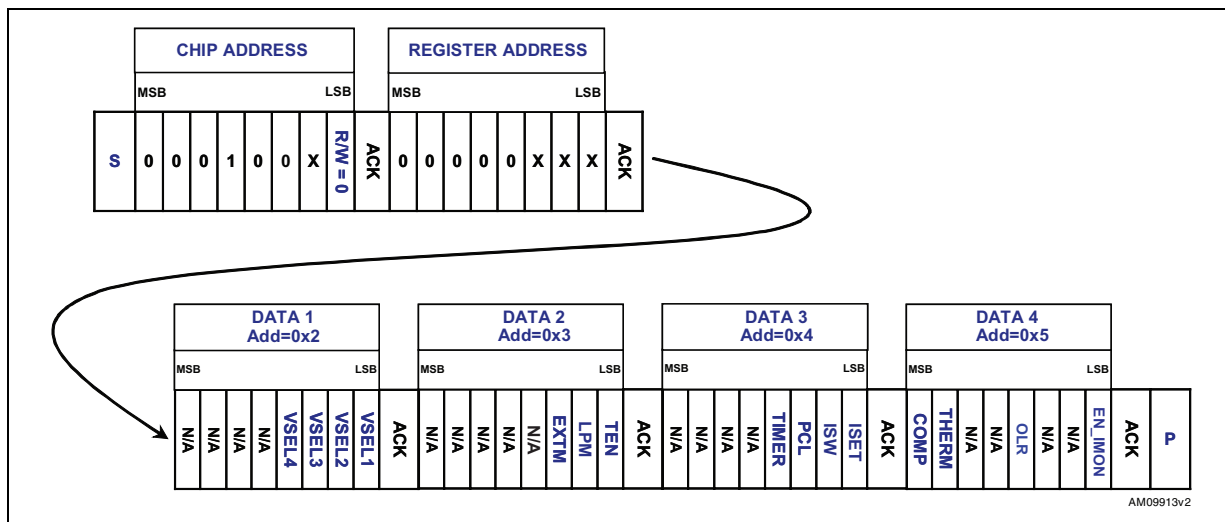 CHIP ADDRESS REGISTER ADDRESS
MSB LSB MSB LSB
S 0 0 0 1 0 0 X R/W = 0 ACK 0 0 0 0 0 X X X ACK
DATA 1 DATA 2 DATA 3 DATA 4
Add=0x2 Add=0x3 Add=0x4 Add=0x5
MSB LSB MSB LSB MSB LSB MSB LSB
N/A N/A N/A N/A VSEL4 VSEL3 VSEL2 VSEL1 ACK N/A N/A N/A N/A N/A EXTM LPM TEN ACK N/A N/A N/A N/A TIMER PCL ISW ISET ACK COMP THERM N/A N/A OLR N/A N/A EN_IMON ACK P
AM09913v2